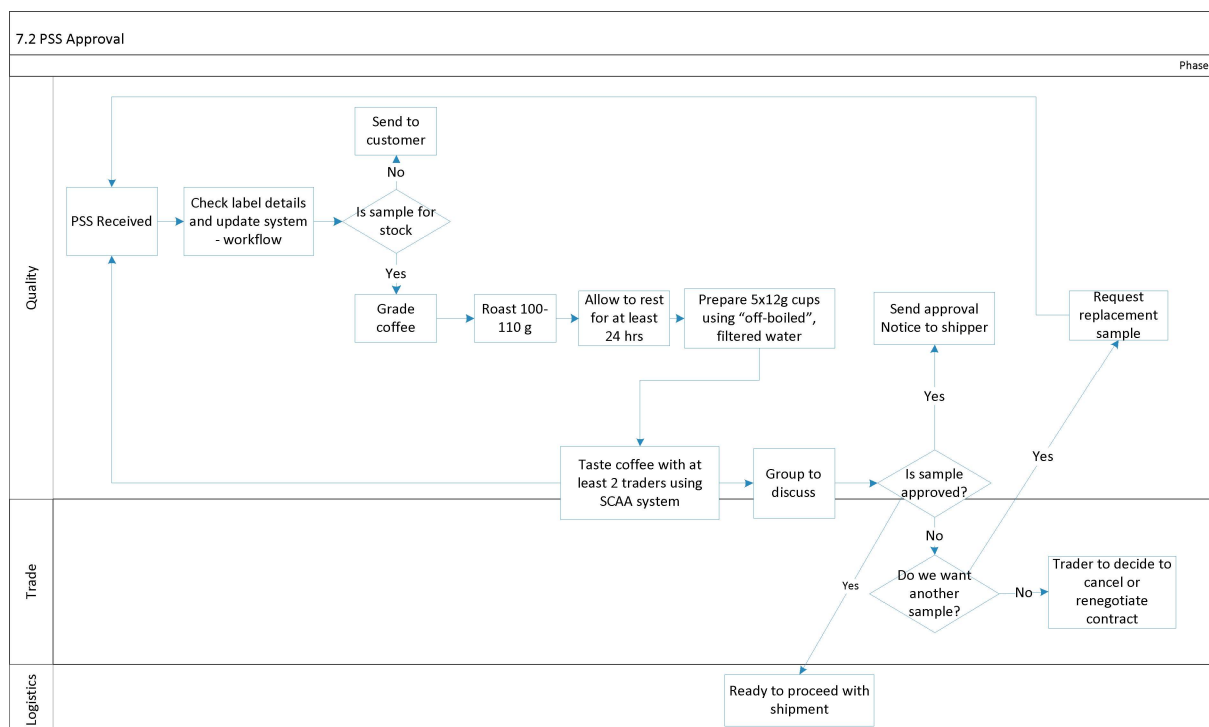 7.2 PSS Approval
Phase
Quality
Send to
customer
No
PSS Received
Check label details
and update system
- workflow
Is sample for
stock
Yes
Grade
coffee
Roast 100-
110 g
Allow to rest
for at least
24 hrs
Prepare 5x12g cups
using “off-boiled”,
filtered water
Send approval
Notice to shipper
Request
replacement
sample
Yes
Yes
Taste coffee with at
least 2 traders using
SCAA system
Group to
discuss
Is sample
approved?
Trade
No
Yes
Do we want
another
sample?
No
Trader to decide to
cancel or
renegotiate
contract
Logistics
Ready to proceed with
shipment